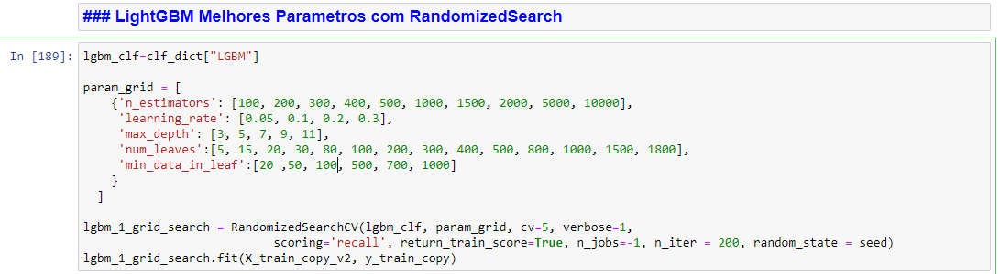 ### LightGBM Melhores Parametros com RandomizedSearch
In [189]:
lgbm_clf=clf_dict["LGBM"]
param_grid = [
{'n_estimators': [100, 200, 300, 400, 500, 1000, 1500, 2000, 5000, 10000],
'learning_rate': [0.05, 0.1, 0.2, 0.3],
'max_depth': [3, 5, 7, 9, 11],
'num_leaves':[5, 15, 20, 30, 80, 100, 200, 300, 400, 500, 800, 1000, 1500, 1800],
'min_data_in_leaf':[20 ,50, 100, 500, 700, 1000]
}
]
lgbm_1_grid_search = RandomizedSearchCV(lgbm_clf, param_grid, cv=5, verbose=1,
scoring='recall', return_train_score=True, n_jobs=-1, n_iter = 200, random_state = seed)
lgbm_1_grid_search.fit(X_train_copy_v2, y_train_copy)